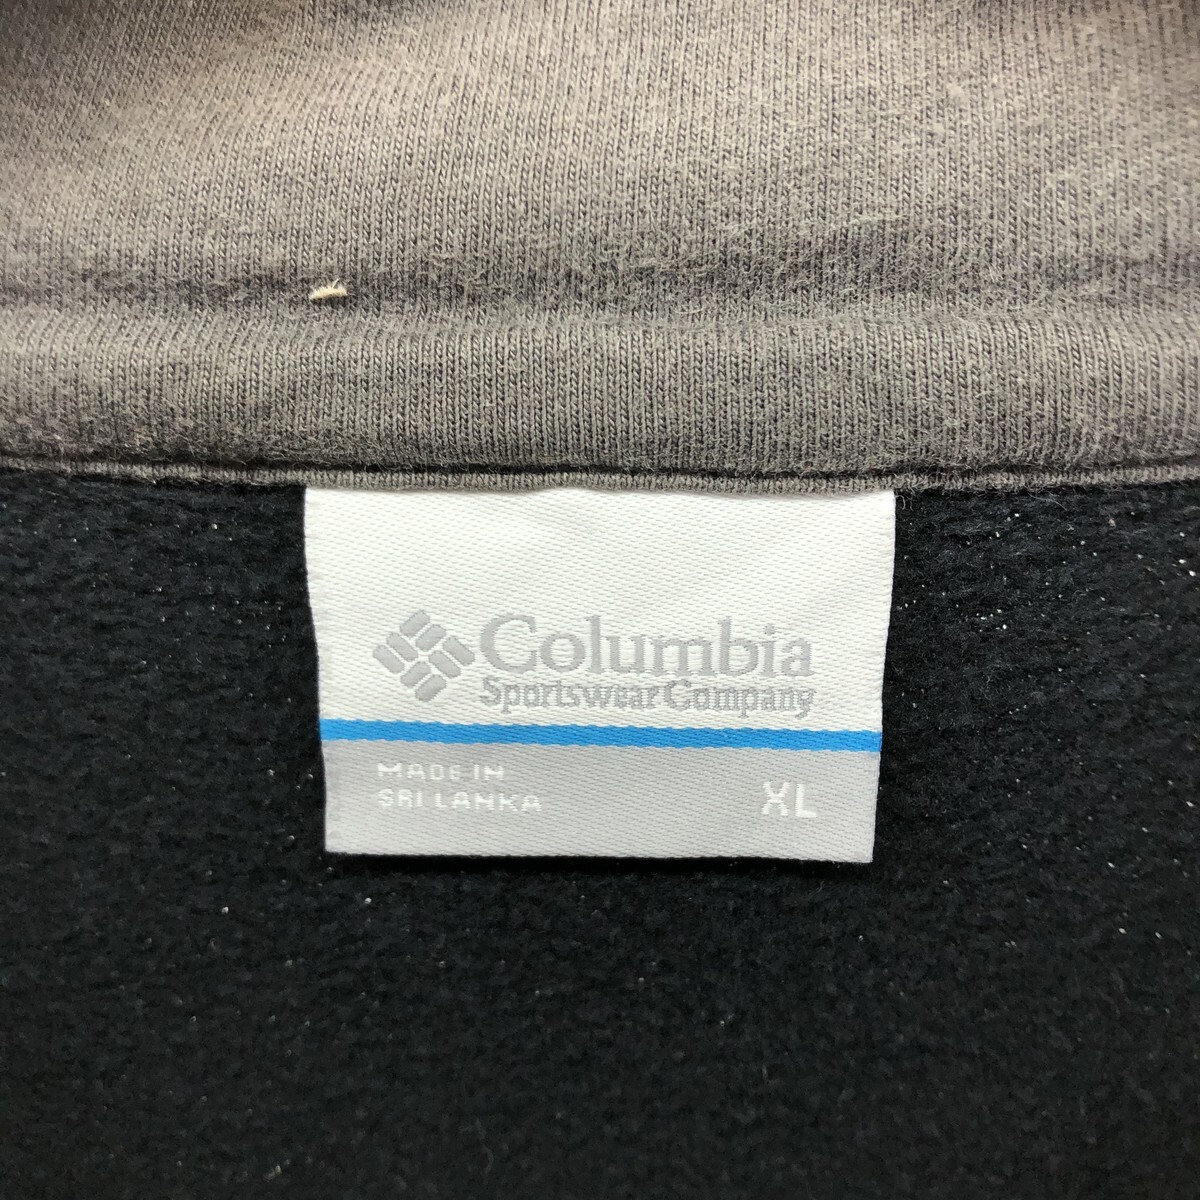 Columbia
Sportswear Company
MADE IN
SRI LANKA
XL